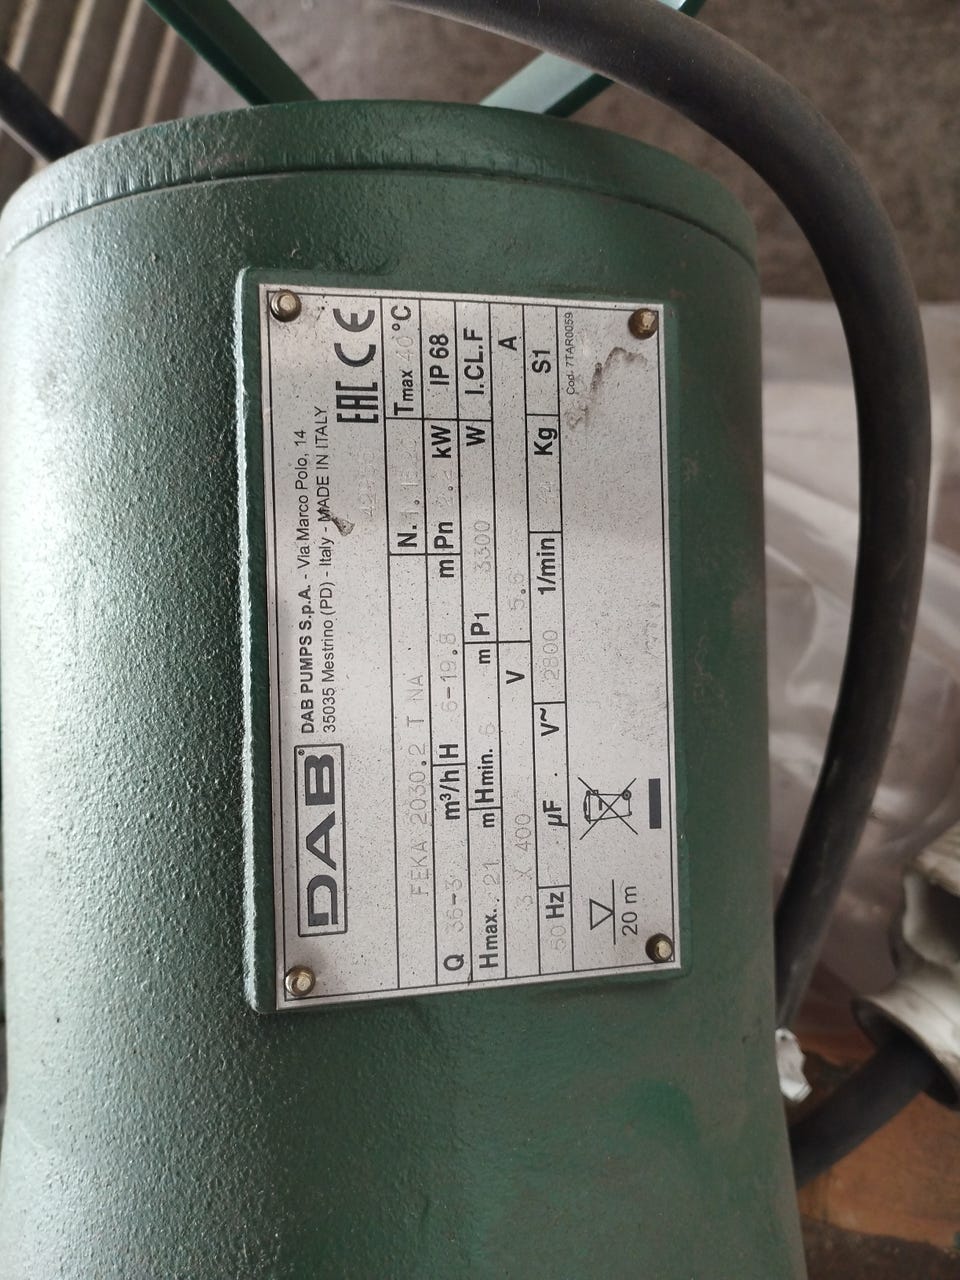 DAB
DAB PUMPS S.p.A. - Via Marco Polo, 14
35035 Mestrino (PD) - Italy - MADE IN ITALY
EAC CE
N. Tmax 40 °C
FEKA 2030.2 T NA
Q 36-3 m³/h H 6-19.8 m Pn 2.2 kW IP 68
Hmax. 21 m Hmin. 6 m P1 3300 W I.CL.F
3 X 400 V 5.6 A
50 Hz µF V~ 2800 1/min Kg S1
20 m
Cod. 7TAR0059